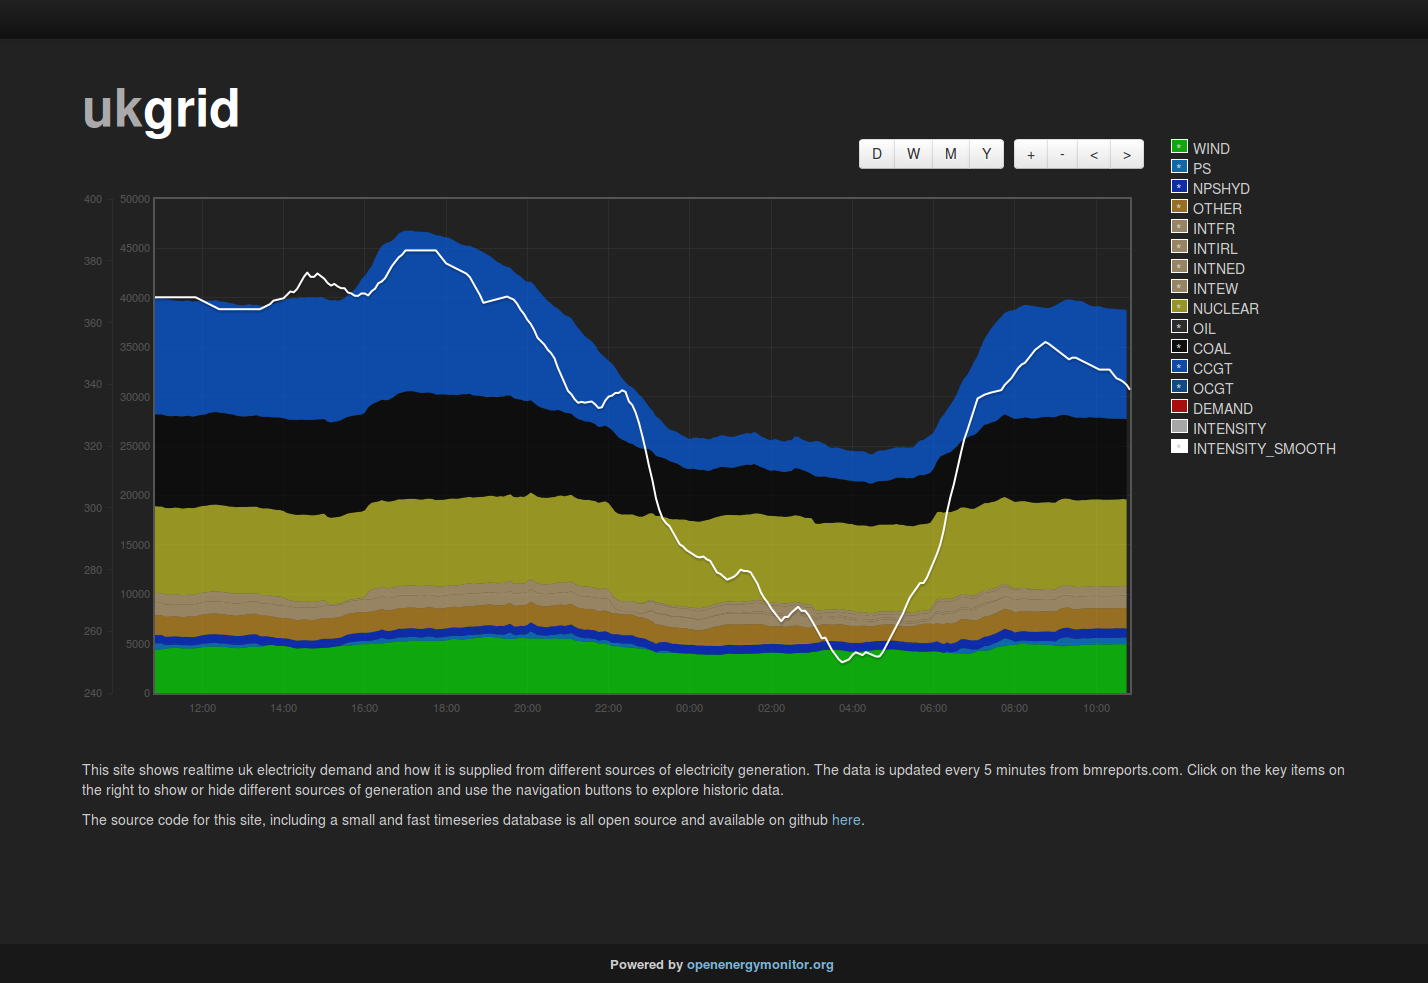 ukgrid
D W M Y + - < >
* WIND
* PS
* NPSHYD
* OTHER
* INTFR
* INTIRL
* INTNED
* INTEW
* NUCLEAR
* OIL
* COAL
* CCGT
* OCGT
DEMAND
INTENSITY
* INTENSITY_SMOOTH
400 50000
45000
380
40000
360
35000
340
30000
320 25000
20000
300
15000
280
10000
260
5000
240 0
12:00 14:00 16:00 18:00 20:00 22:00 00:00 02:00 04:00 06:00 08:00 10:00
This site shows realtime uk electricity demand and how it is supplied from different sources of electricity generation. The data is updated every 5 minutes from bmreports.com. Click on the key items on
the right to show or hide different sources of generation and use the navigation buttons to explore historic data.
The source code for this site, including a small and fast timeseries database is all open source and available on github here.
Powered by openenergymonitor.org